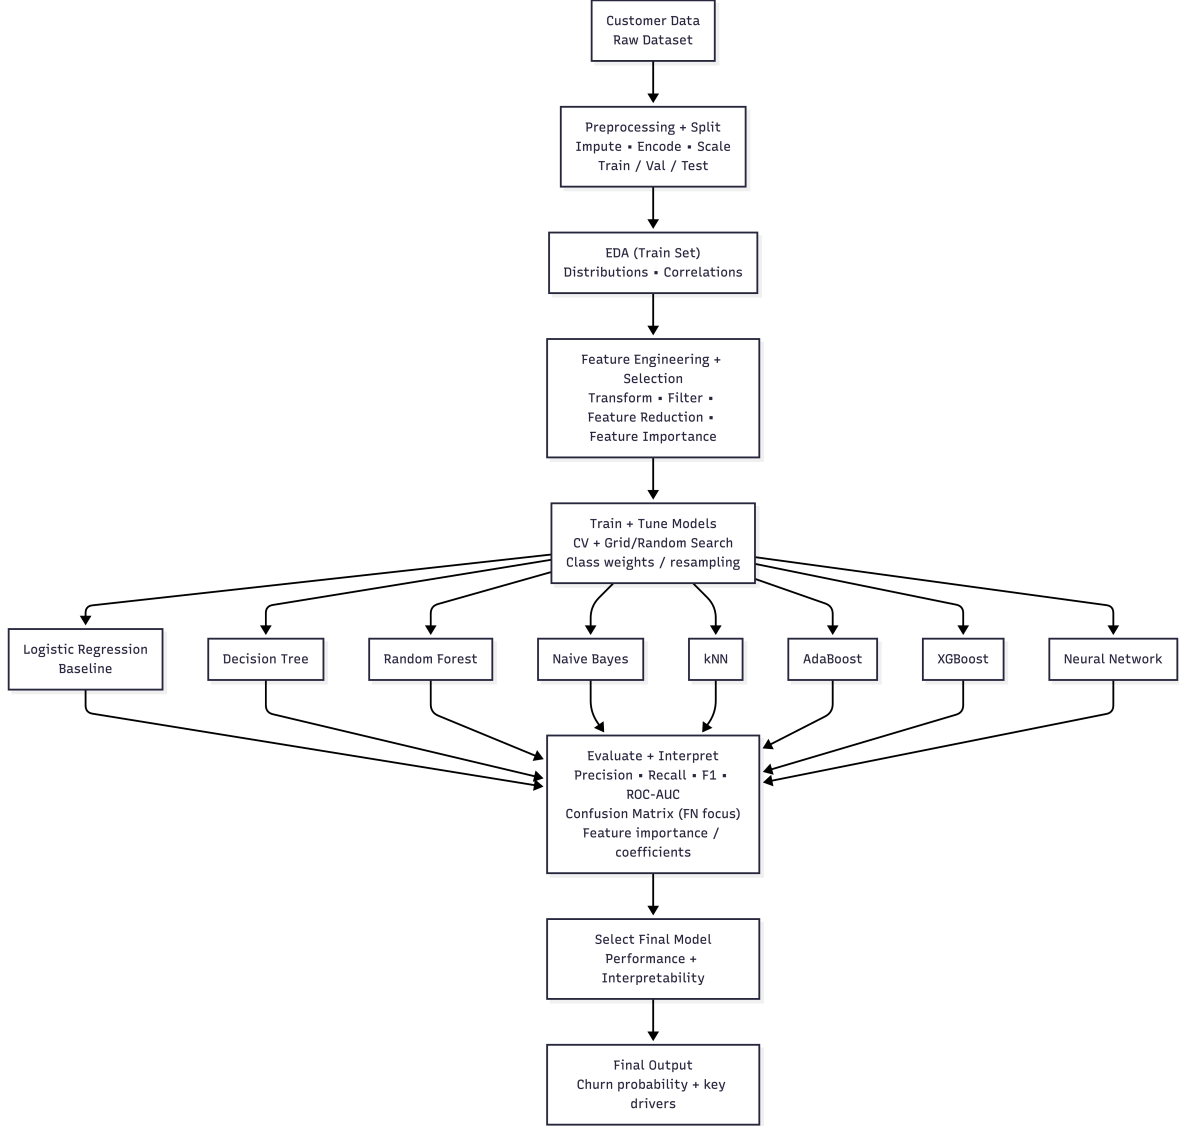 Customer Data
Raw Dataset
Preprocessing + Split
Impute ▪ Encode ▪ Scale
Train / Val / Test
EDA (Train Set)
Distributions ▪ Correlations
Feature Engineering +
Selection
Transform ▪ Filter ▪
Feature Reduction ▪
Feature Importance
Train + Tune Models
CV + Grid/Random Search
Class weights / resampling
Logistic Regression
Baseline
Decision Tree
Random Forest
Naive Bayes
kNN
AdaBoost
XGBoost
Neural Network
Evaluate + Interpret
Precision ▪ Recall ▪ F1 ▪
ROC-AUC
Confusion Matrix (FN focus)
Feature importance /
coefficients
Select Final Model
Performance +
Interpretability
Final Output
Churn probability + key
drivers